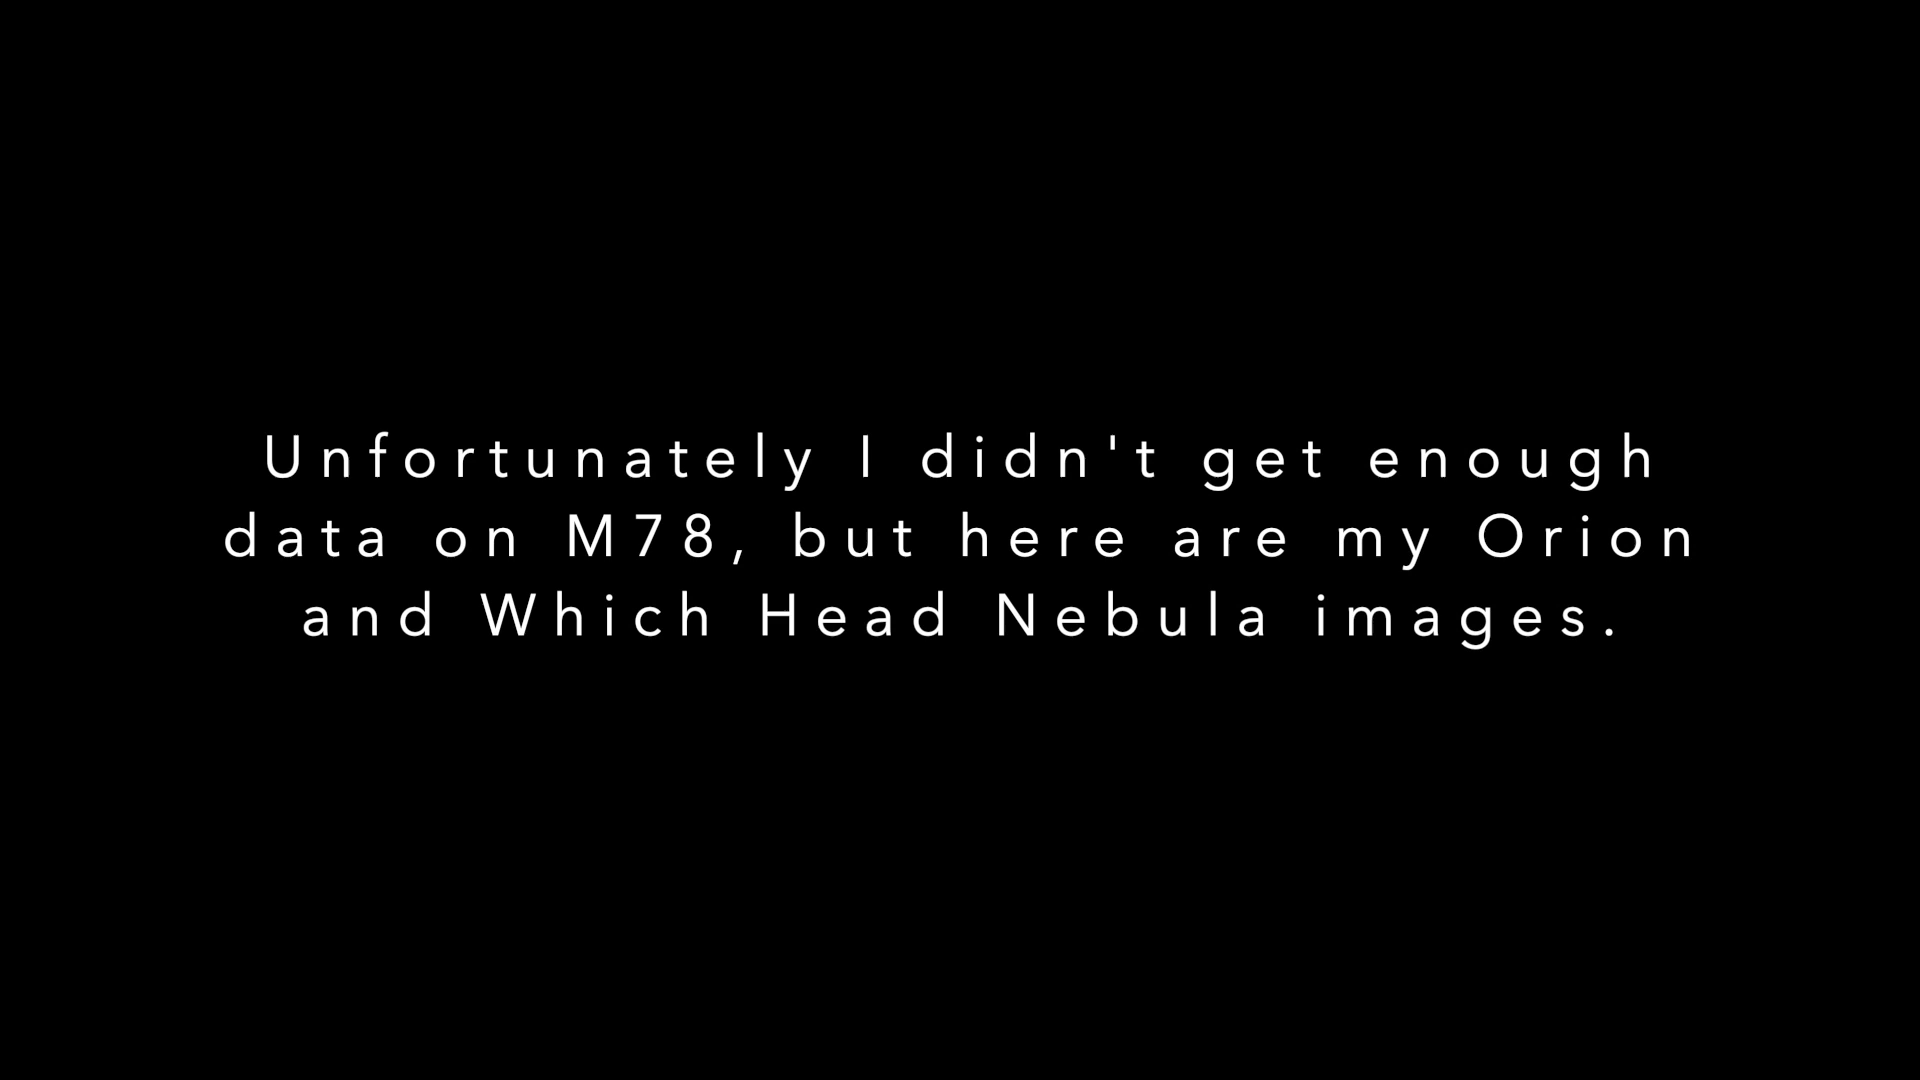 Unfortunately I didn't get enough
data on M78, but here are my Orion
and Which Head Nebula images.